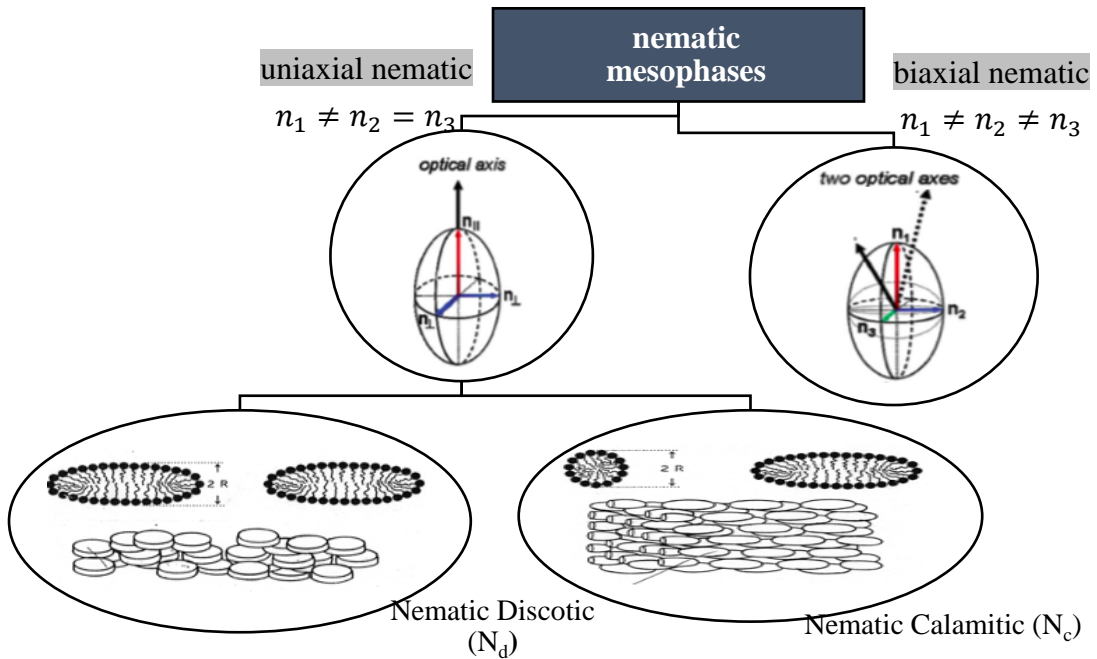 nematic
mesophases
uniaxial nematic
n₁ ≠ n₂ = n₃
biaxial nematic
n₁ ≠ n₂ ≠ n₃
optical axis
n||
n⊥
n⊥
two optical axes
n₁
n₂
n₃
2 R
2 R
Nematic Discotic
(N_d)
Nematic Calamitic (N_c)